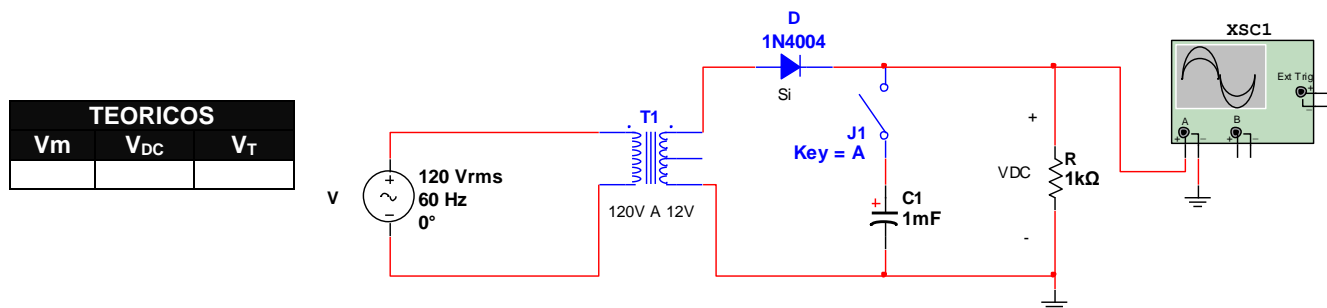 TEORICOS
Vm VDC VT
V
120 Vrms
60 Hz
0°
T1
120V A 12V
D
1N4004
Si
J1
Key = A
C1
1mF
+
VDC
-
R
1kΩ
XSC1
Ext Trig
A
B